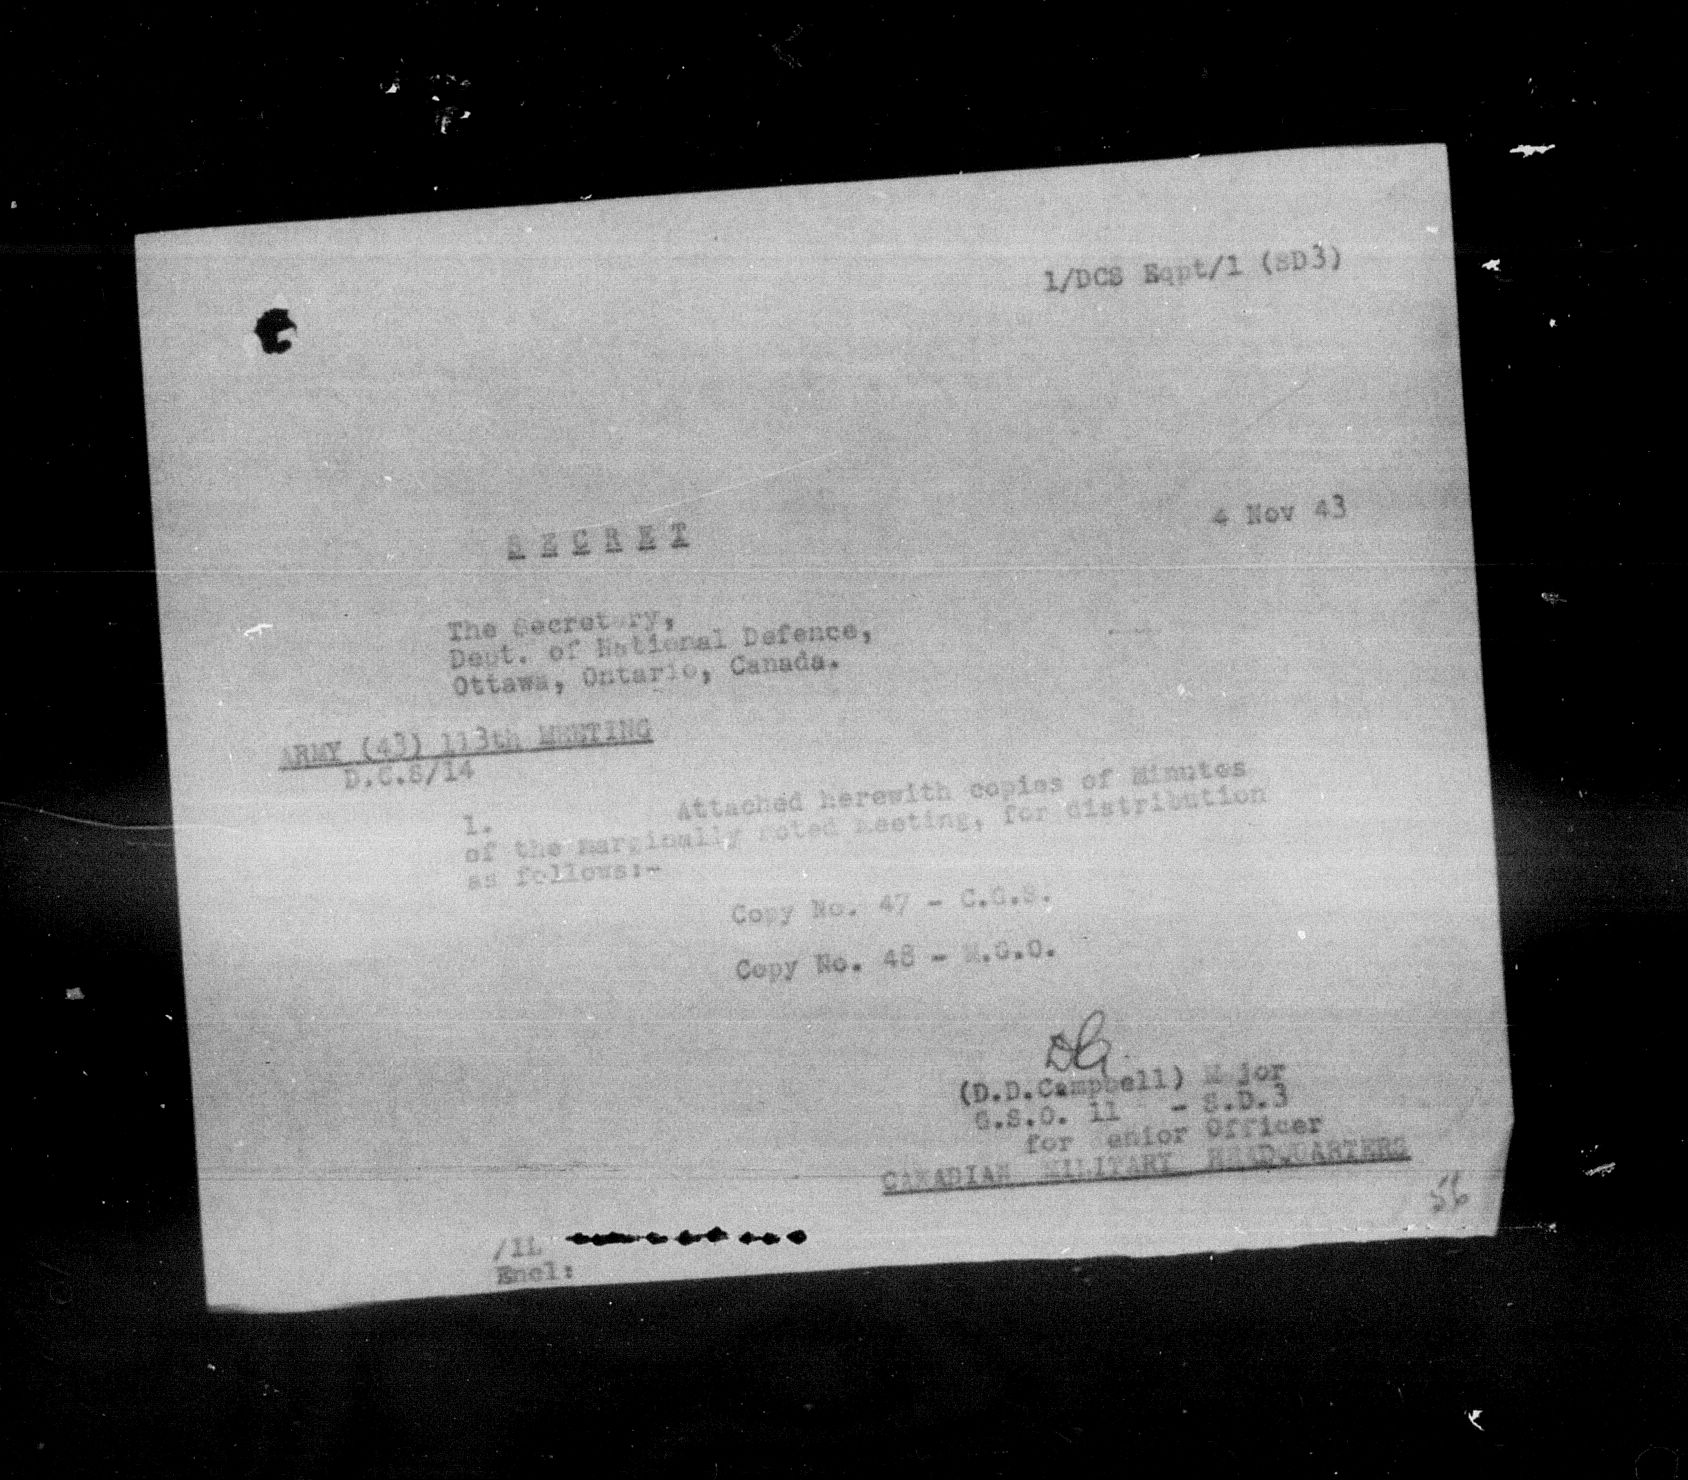 1/DCS Eqpt/1 (SD3)
4 Nov 43
S E C R E T
The Secretary,
Dept. of National Defence,
Ottawa, Ontario, Canada.
ARMY (43) 113th MEETING
D.C.S/14
1. Attached herewith copies of Minutes
of the marginally noted meeting, for distribution
as follows:-
Copy No. 47 - C.G.S.
Copy No. 48 - M.G.O.
(D.D.Campbell) Major
G.S.O. 11 - S.D.3
for Senior Officer
CANADIAN MILITARY HEADQUARTERS
56
/IL
Encl: